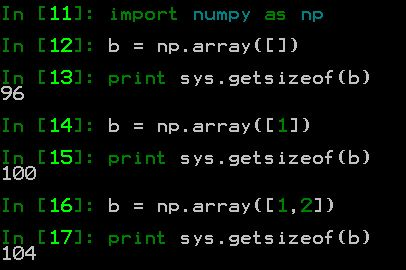 In [11]: import numpy as np
In [12]: b = np.array([])
In [13]: print sys.getsizeof(b)
96
In [14]: b = np.array([1])
In [15]: print sys.getsizeof(b)
100
In [16]: b = np.array([1,2])
In [17]: print sys.getsizeof(b)
104